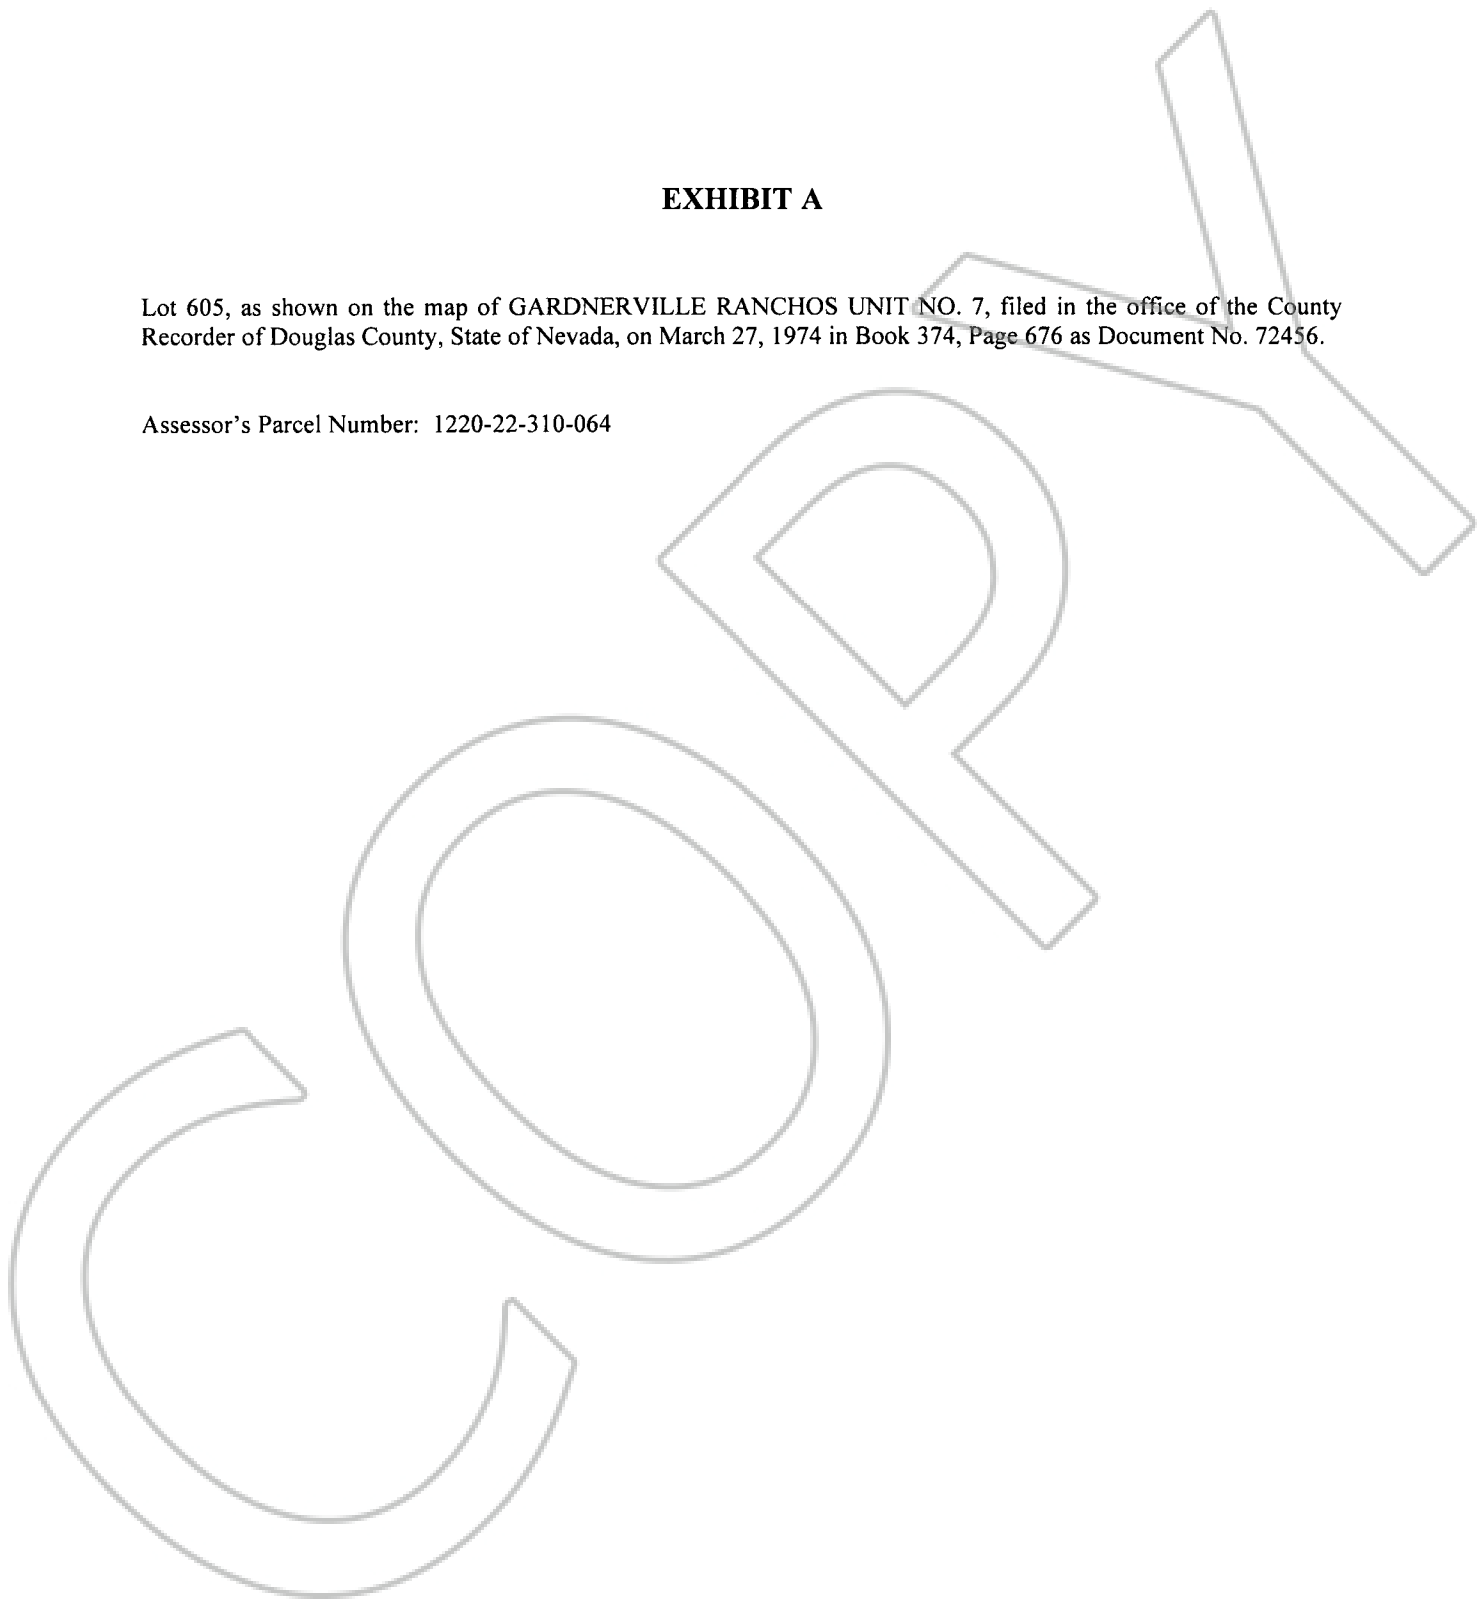 EXHIBIT A
Lot 605, as shown on the map of GARDNERVILLE RANCHOS UNIT NO. 7, filed in the office of the County
Recorder of Douglas County, State of Nevada, on March 27, 1974 in Book 374, Page 676 as Document No. 72456.
Assessor's Parcel Number: 1220-22-310-064
COPY